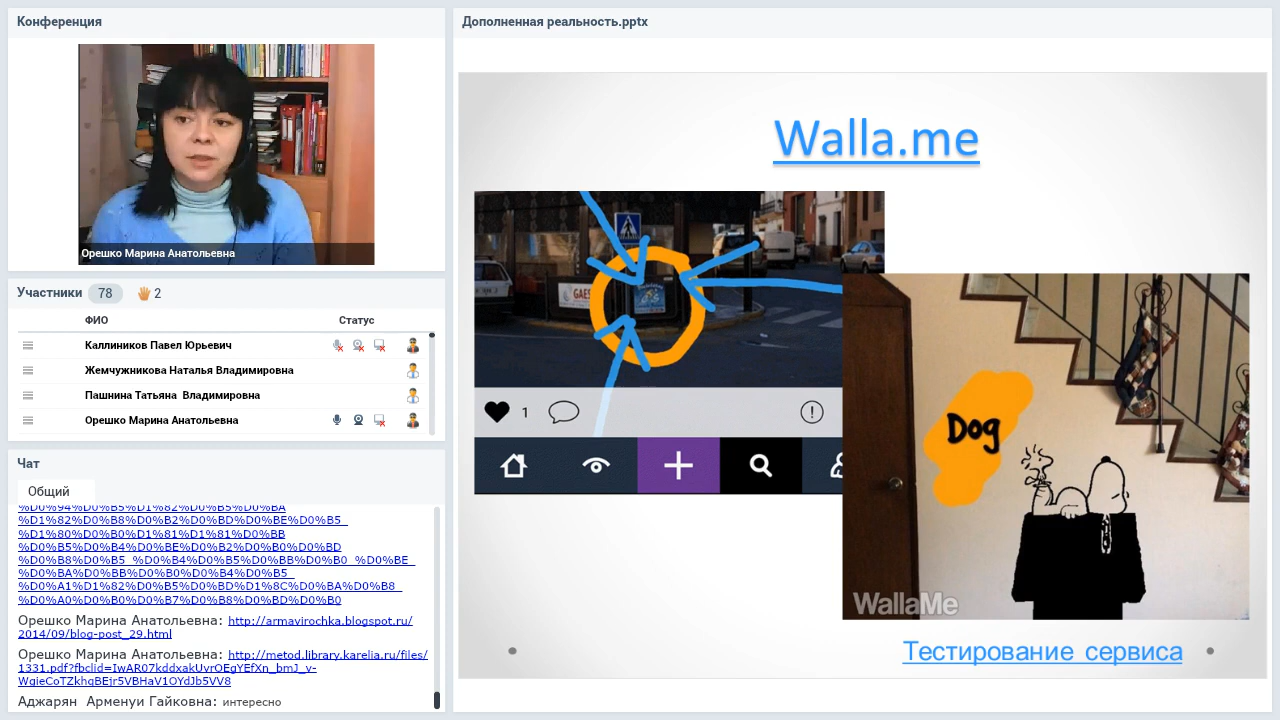 Конференция
Орешко Марина Анатольевна
Участники 78 2
ФИО Статус
Каллиников Павел Юрьевич
Жемчужникова Наталья Владимировна
Пашнина Татьяна Владимировна
Орешко Марина Анатольевна
Чат
Общий
%D0%94%D0%B5%D1%82%D0%B5%D0%BA
%D1%82%D0%B8%D0%B2%D0%BD%D0%BE%D0%B5_
%D1%80%D0%B0%D1%81%D1%81%D0%BB
%D0%B5%D0%B4%D0%BE%D0%B2%D0%B0%D0%BD
%D0%B8%D0%B5_%D0%B4%D0%B5%D0%BB%D0%B0_%D0%BE_
%D0%BA%D0%BB%D0%B0%D0%B4%D0%B5_
%D0%A1%D1%82%D0%B5%D0%BD%D1%8C%D0%BA%D0%B8_
%D0%A0%D0%B0%D0%B7%D0%B8%D0%BD%D0%B0
Орешко Марина Анатольевна: http://armavirochka.blogspot.ru/
2014/09/blog-post_29.html
Орешко Марина Анатольевна: http://metod.library.karelia.ru/files/
1331.pdf?fbclid=IwAR07kddxakUvrOEgYEfXn_bmJ_v-
WgieCoTZkhqBEjr5VBHaV1OYdJb5VV8
Аджарян Арменуи Гайковна: интересно
Дополненная реальность.pptx
Walla.me
GAES
1
Dog
WallaMe
Тестирование сервиса